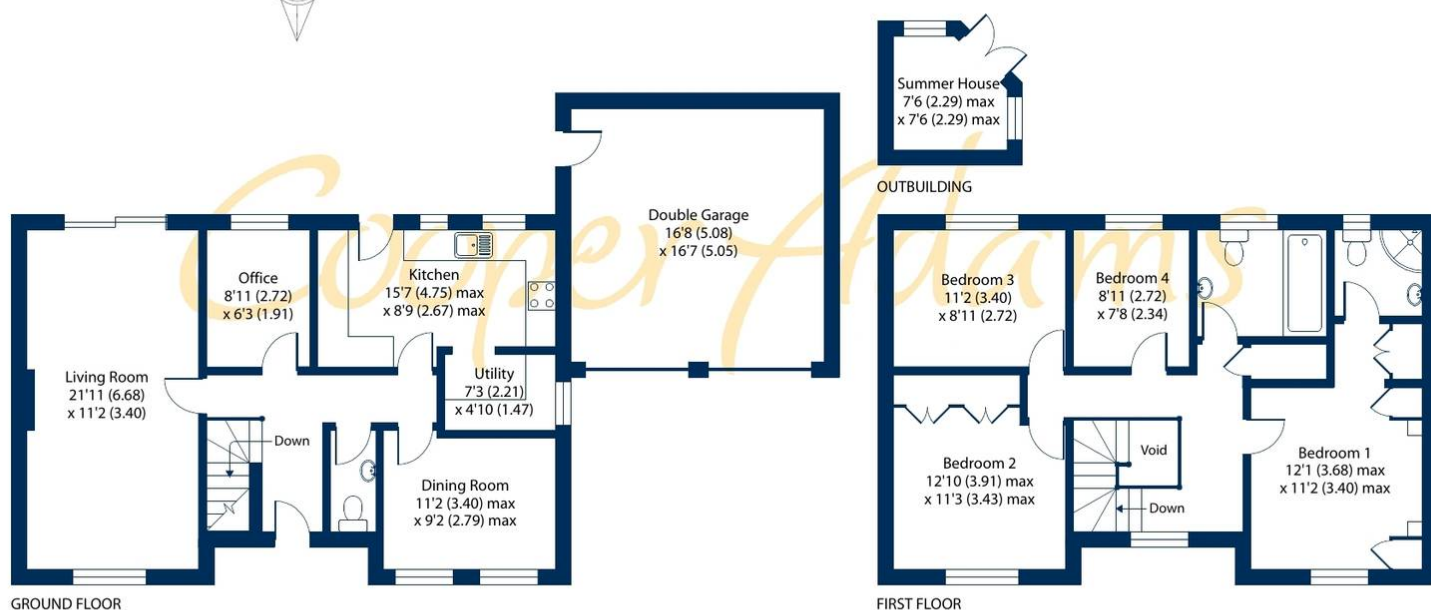 Summer House
7'6 (2.29) max
x 7'6 (2.29) max
OUTBUILDING
Cooper Adams
Double Garage
16'8 (5.08)
x 16'7 (5.05)
Office
8'11 (2.72)
x 6'3 (1.91)
Kitchen
15'7 (4.75) max
x 8'9 (2.67) max
Living Room
21'11 (6.68)
x 11'2 (3.40)
Utility
7'3 (2.21)
x 4'10 (1.47)
Down
Dining Room
11'2 (3.40) max
x 9'2 (2.79) max
GROUND FLOOR
Bedroom 3
11'2 (3.40)
x 8'11 (2.72)
Bedroom 4
8'11 (2.72)
x 7'8 (2.34)
Bedroom 2
12'10 (3.91) max
x 11'3 (3.43) max
Void
Down
Bedroom 1
12'1 (3.68) max
x 11'2 (3.40) max
FIRST FLOOR